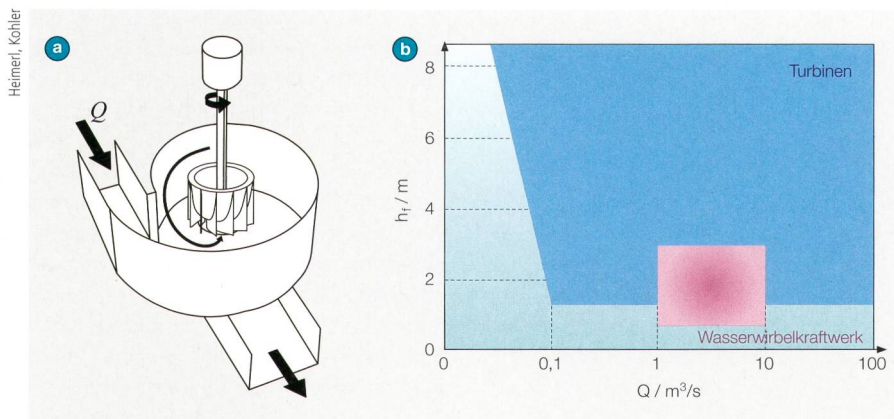 Heimerl, Kohler
a
Q
b
Turbinen
Wasserwirbelkraftwerk
8
6
4
2
0
h_f / m
0
0,1
1
10
100
Q / m³/s